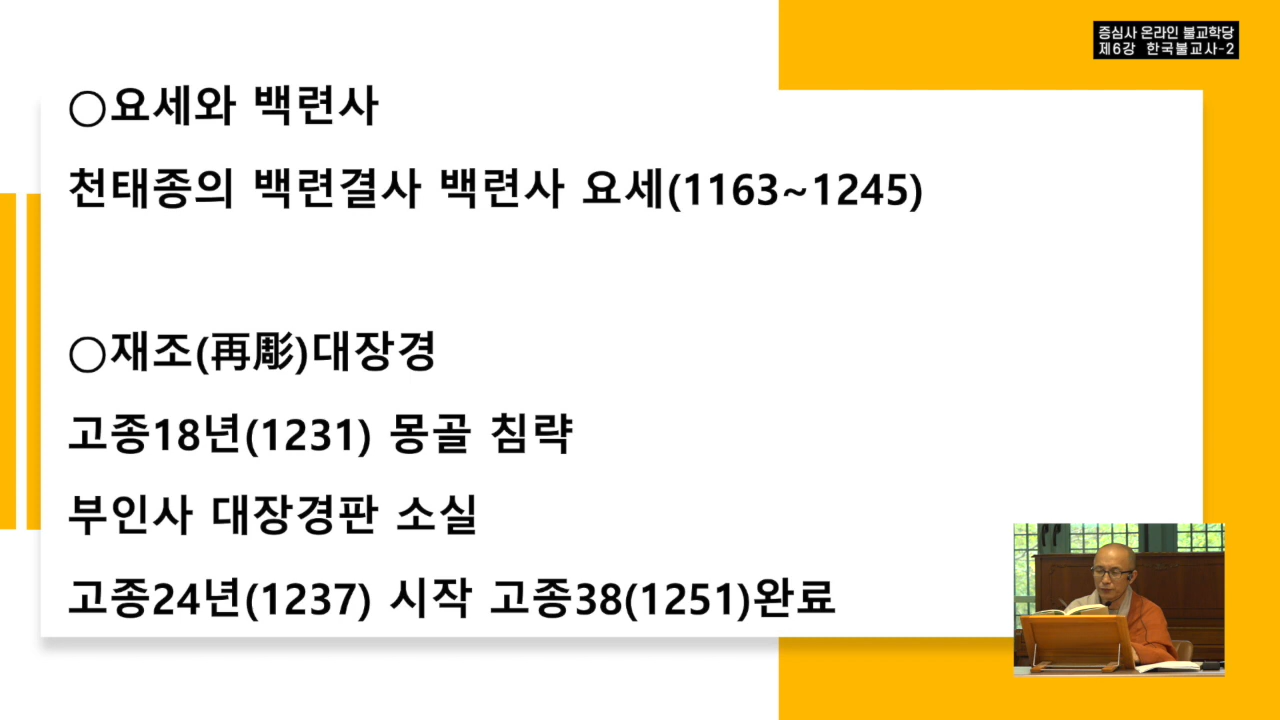 증심사 온라인 불교학당
제6강 한국불교사-2
○요세와 백련사
천태종의 백련결사 백련사 요세(1163~1245)
○재조(再彫)대장경
고종18년(1231) 몽골 침략
부인사 대장경판 소실
고종24년(1237) 시작 고종38(1251)완료